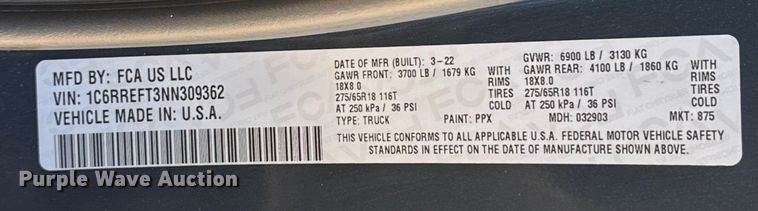 MFD BY: FCA US LLC
VIN: 1C6RREFT3NN309362
VEHICLE MADE IN: U.S.A.
DATE OF MFR (BUILT): 3-22 GVWR: 6900 LB / 3130 KG
GAWR FRONT: 3700 LB / 1679 KG WITH GAWR REAR: 4100 LB / 1860 KG WITH
18X8.0 RIMS 18X8.0 RIMS
275/65R18 116T TIRES 275/65R18 116T TIRES
AT 250 kPa / 36 PSI COLD AT 250 kPa / 36 PSI COLD
TYPE: TRUCK PAINT: PPX MDH: 032903 MKT: 875
THIS VEHICLE CONFORMS TO ALL APPLICABLE U.S.A. FEDERAL MOTOR VEHICLE SAFETY
STANDARDS IN EFFECT ON THE DATE OF MANUFACTURE SHOWN ABOVE
Purple Wave Auction